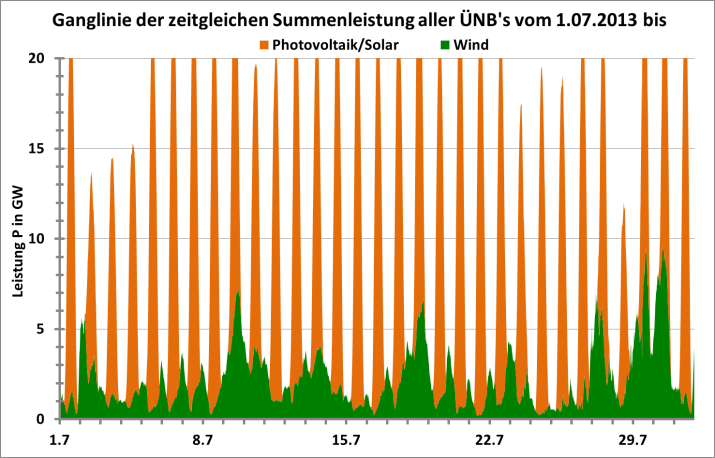 Ganglinie der zeitgleichen Summenleistung aller ÜNB's vom 1.07.2013 bis
Photovoltaik/Solar Wind
20
15
10
5
0
Leistung P in GW
1.7 8.7 15.7 22.7 29.7